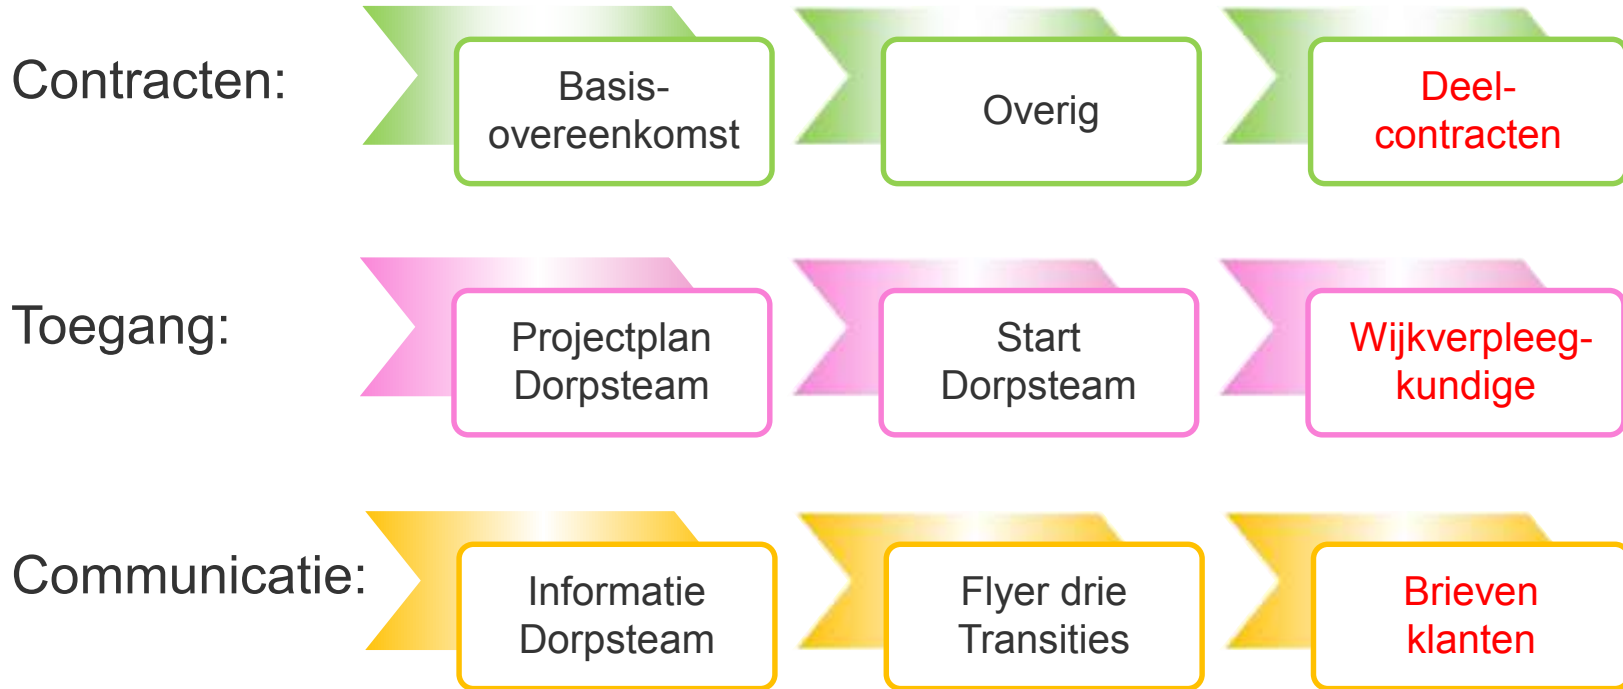 Contracten:
Basis-
overeenkomst
Overig
Deel-
contracten
Toegang:
Projectplan
Dorpsteam
Start
Dorpsteam
Wijkverpleeg-
kundige
Communicatie:
Informatie
Dorpsteam
Flyer drie
Transities
Brieven
klanten